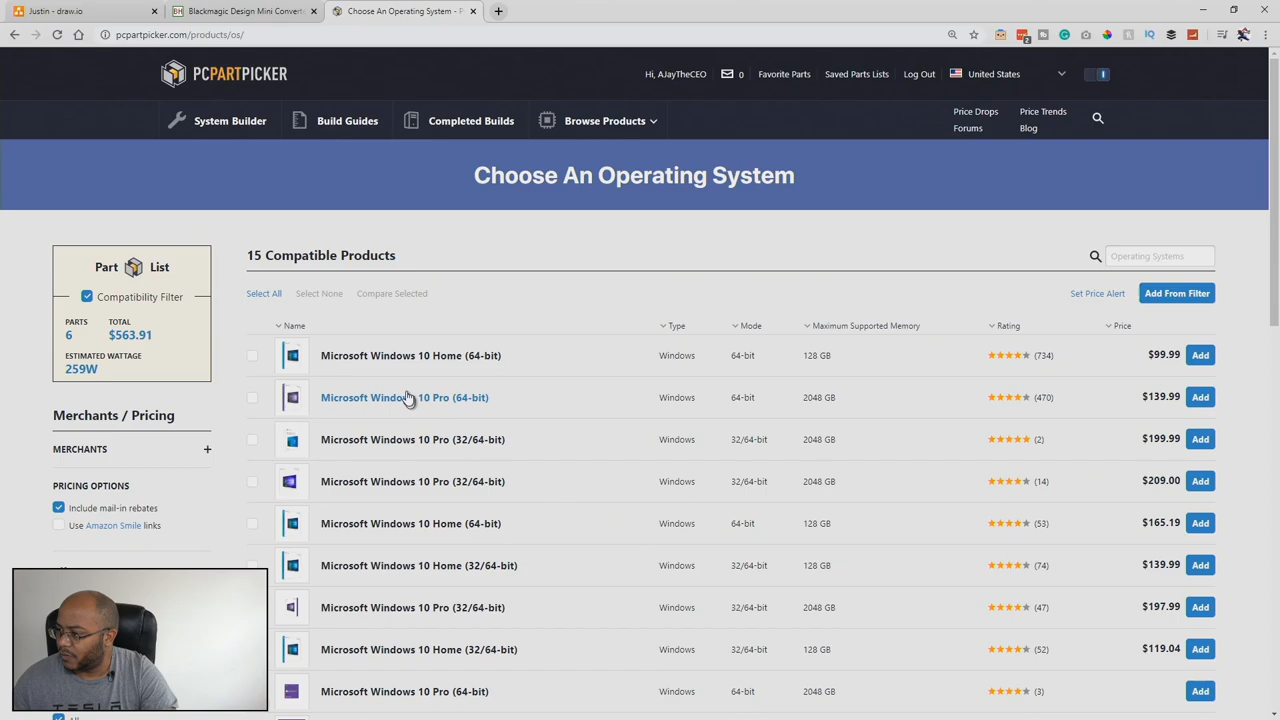 Justin - draw.io
Blackmagic Design Mini Convert
Choose An Operating System - P
pcpartpicker.com/products/os/
PCPARTPICKER
Hi, AJayTheCEO
0
Favorite Parts
Saved Parts Lists
Log Out
United States
System Builder
Build Guides
Completed Builds
Browse Products
Price Drops
Price Trends
Forums
Blog
Choose An Operating System
Part List
Compatibility Filter
PARTS TOTAL
6 $563.91
ESTIMATED WATTAGE
259W
Merchants / Pricing
MERCHANTS +
PRICING OPTIONS
Include mail-in rebates
Use Amazon Smile links
15 Compatible Products
Operating Systems
Select All Select None Compare Selected
Set Price Alert Add From Filter
Name Type Mode Maximum Supported Memory Rating Price
Microsoft Windows 10 Home (64-bit) Windows 64-bit 128 GB (734) $99.99 Add
Microsoft Windows 10 Pro (64-bit) Windows 64-bit 2048 GB (470) $139.99 Add
Microsoft Windows 10 Pro (32/64-bit) Windows 32/64-bit 2048 GB (2) $199.99 Add
Microsoft Windows 10 Pro (32/64-bit) Windows 32/64-bit 2048 GB (14) $209.00 Add
Microsoft Windows 10 Home (64-bit) Windows 64-bit 128 GB (53) $165.19 Add
Microsoft Windows 10 Home (32/64-bit) Windows 32/64-bit 128 GB (74) $139.99 Add
Microsoft Windows 10 Pro (32/64-bit) Windows 32/64-bit 2048 GB (47) $197.99 Add
Microsoft Windows 10 Home (32/64-bit) Windows 32/64-bit 128 GB (52) $119.04 Add
Microsoft Windows 10 Pro (64-bit) Windows 64-bit 2048 GB (3) Add
TESLA